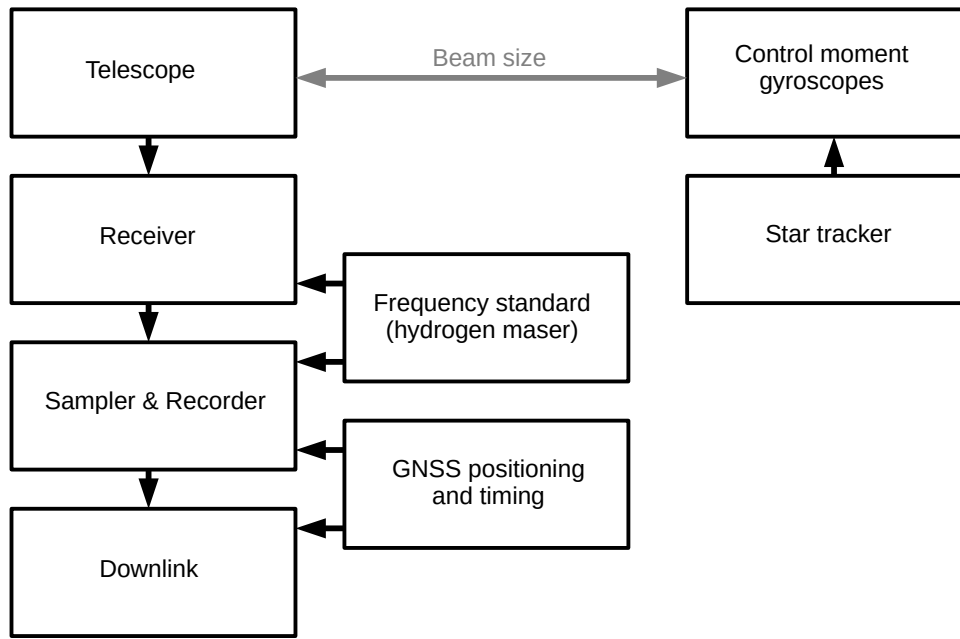 Telescope
Beam size
Control moment
gyroscopes
Receiver
Star tracker
Frequency standard
(hydrogen maser)
Sampler & Recorder
GNSS positioning
and timing
Downlink